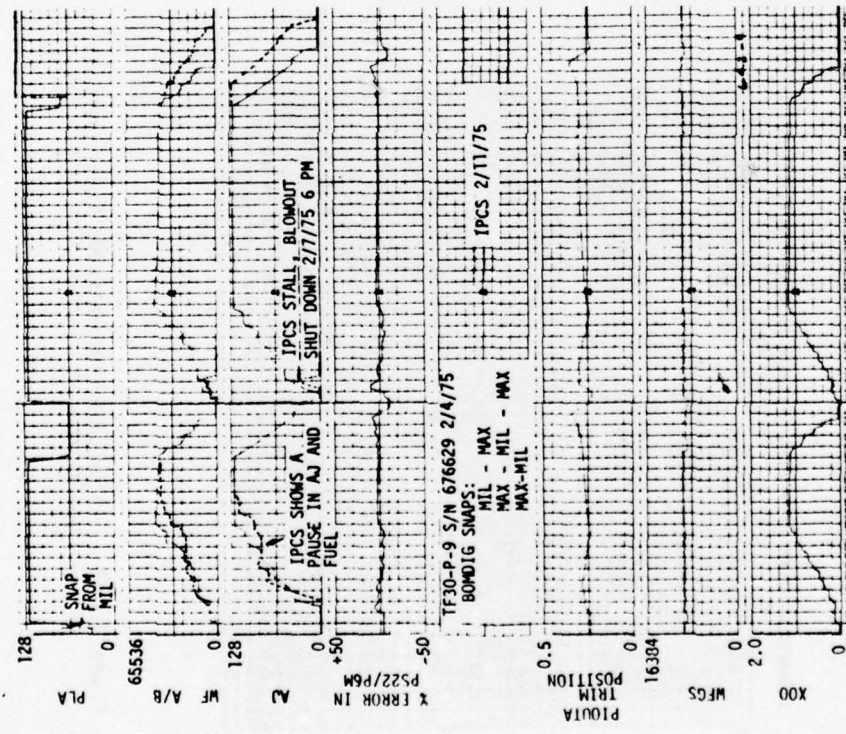 128
PLA
0
SNAP
FROM
MIL
65536
WF A/B
0
128
AJ
0
IPCS SHOWS A
PAUSE IN AJ AND
FUEL
IPCS STALL, BLOWOUT
SHUT DOWN 2/7/75 6 PM
+50
% ERROR IN
PS22/P6M
-50
TF30-P-9 S/N 676629 2/4/75
BOMDIG SNAPS:
MIL - MAX
MAX - MIL - MAX
MAX-MIL
IPCS 2/11/75
0.5
PIOUTA
TRIM
POSITION
0
16384
WFGS
0
2.0
XOO
0